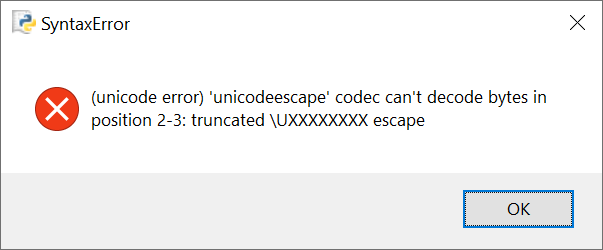 SyntaxError
(unicode error) 'unicodeescape' codec can't decode bytes in
position 2-3: truncated \UXXXXXXXX escape
OK